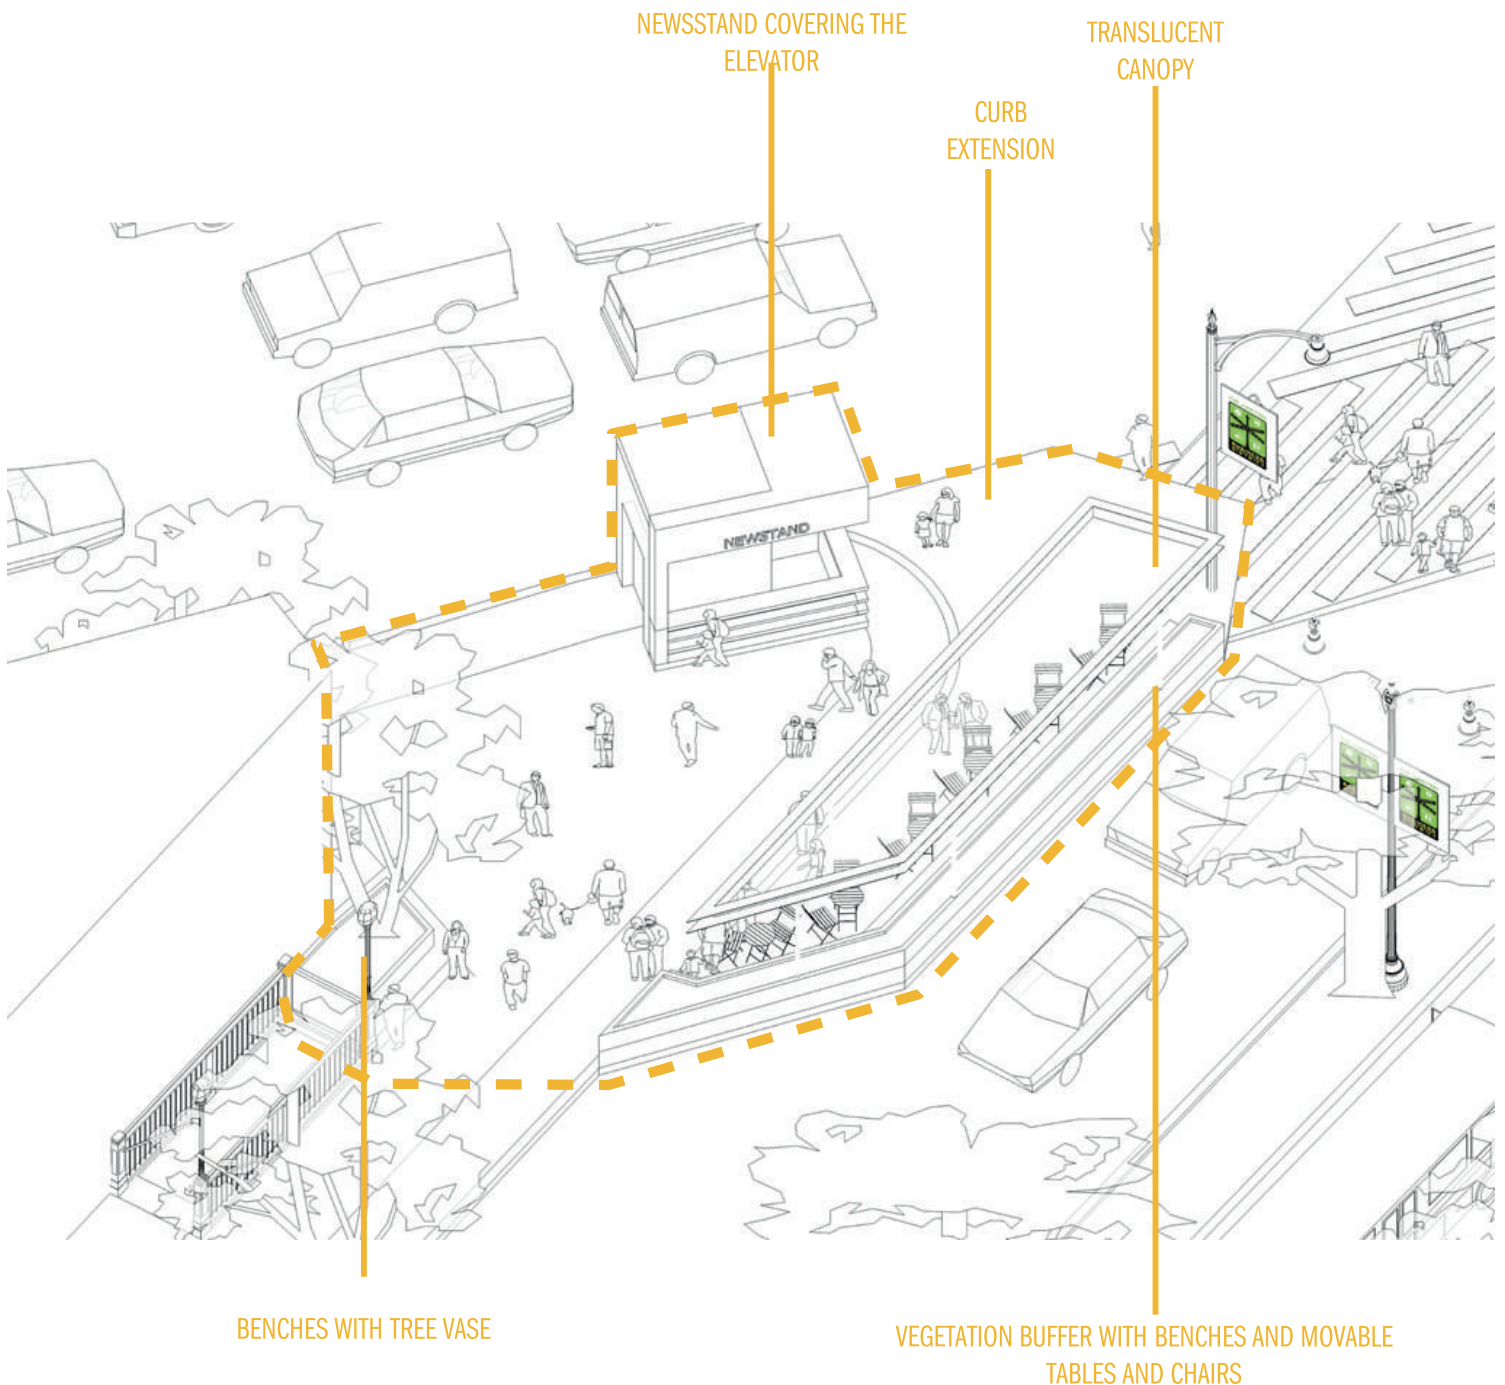 NEWSSTAND COVERING THE
ELEVATOR
TRANSLUCENT
CANOPY
CURB
EXTENSION
NEWSTAND
BENCHES WITH TREE VASE
VEGETATION BUFFER WITH BENCHES AND MOVABLE
TABLES AND CHAIRS